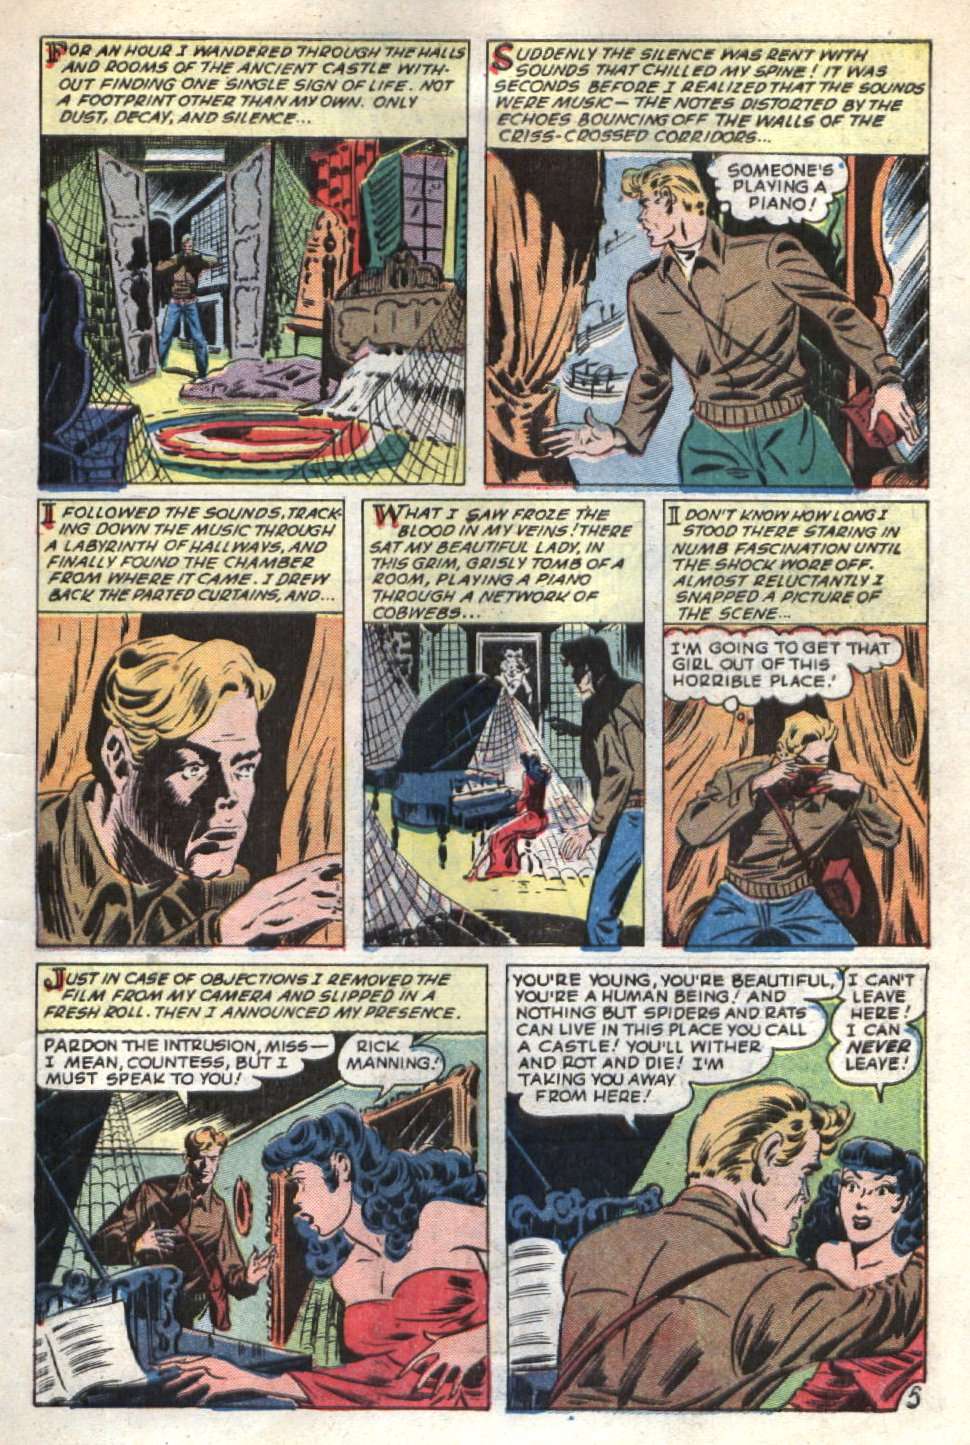 FOR AN HOUR I WANDERED THROUGH THE HALLS
AND ROOMS OF THE ANCIENT CASTLE WITH-
OUT FINDING ONE SINGLE SIGN OF LIFE. NOT
A FOOTPRINT OTHER THAN MY OWN. ONLY
DUST, DECAY, AND SILENCE...
SUDDENLY THE SILENCE WAS RENT WITH
SOUNDS THAT CHILLED MY SPINE! IT WAS
SECONDS BEFORE I REALIZED THAT THE SOUNDS
WERE MUSIC— THE NOTES DISTORTED BY THE
ECHOES BOUNCING OFF THE WALLS OF THE
CRISS-CROSSED CORRIDORS...
SOMEONE'S
PLAYING A
PIANO!
I FOLLOWED THE SOUNDS, TRACK-
ING DOWN THE MUSIC THROUGH
A LABYRINTH OF HALLWAYS, AND
FINALLY FOUND THE CHAMBER
FROM WHERE IT CAME. I DREW
BACK THE PARTED CURTAINS, AND...
WHAT I SAW FROZE THE
BLOOD IN MY VEINS! THERE
SAT MY BEAUTIFUL LADY, IN
THIS GRIM, GRISLY TOMB OF A
ROOM, PLAYING A PIANO
THROUGH A NETWORK OF
COBWEBS...
I DON'T KNOW HOW LONG I
STOOD THERE STARING IN
NUMB FASCINATION UNTIL
THE SHOCK WORE OFF.
ALMOST RELUCTANTLY I
SNAPPED A PICTURE OF
THE SCENE...
I'M GOING TO GET THAT
GIRL OUT OF THIS
HORRIBLE PLACE!
JUST IN CASE OF OBJECTIONS I REMOVED THE
FILM FROM MY CAMERA AND SLIPPED IN A
FRESH ROLL. THEN I ANNOUNCED MY PRESENCE.
PARDON THE INTRUSION, MISS—
I MEAN, COUNTESS, BUT I
MUST SPEAK TO YOU!
RICK
MANNING!
YOU'RE YOUNG, YOU'RE BEAUTIFUL,
YOU'RE A HUMAN BEING! AND
NOTHING BUT SPIDERS AND RATS
CAN LIVE IN THIS PLACE YOU CALL
A CASTLE! YOU'LL WITHER
AND ROT AND DIE! I'M
TAKING YOU AWAY
FROM HERE!
I CAN'T
LEAVE
HERE!
I CAN
NEVER
LEAVE!
5